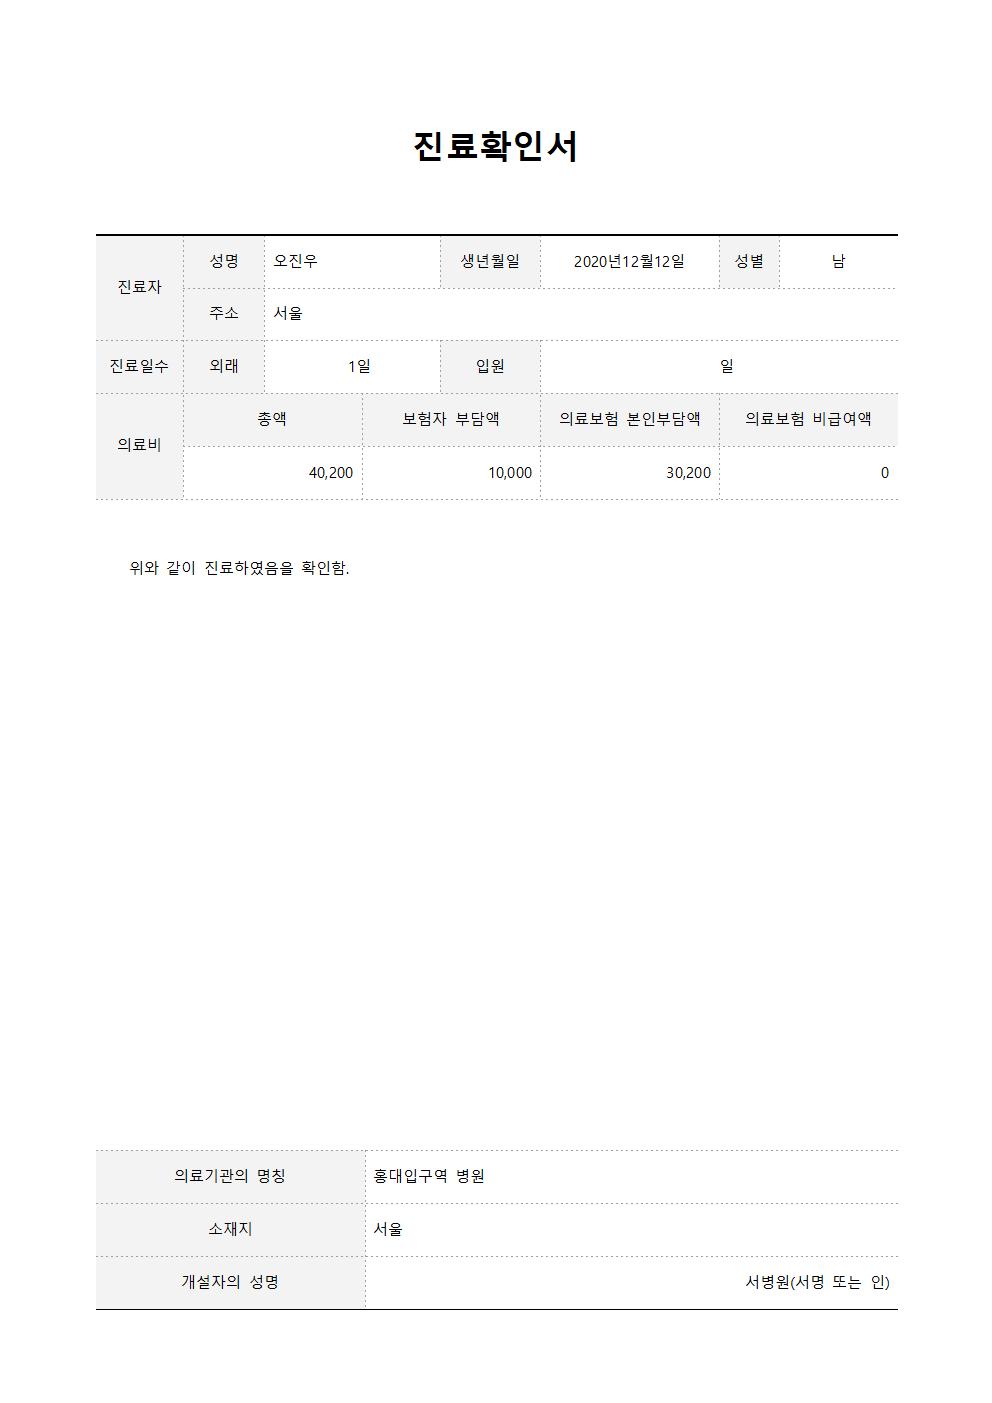 진료확인서
진료자 성명 오진우 생년월일 2020년12월12일 성별 남
주소 서울
진료일수 외래 1일 입원 일
의료비 총액 보험자 부담액 의료보험 본인부담액 의료보험 비급여액
40,200 10,000 30,200 0
위와 같이 진료하였음을 확인함.
의료기관의 명칭 홍대입구역 병원
소재지 서울
개설자의 성명 서병원(서명 또는 인)